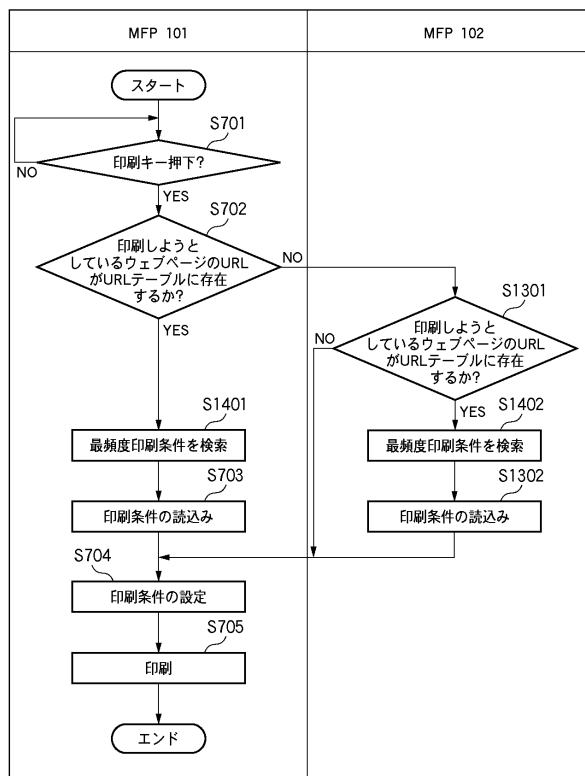 MFP 101
MFP 102
スタート
S701
印刷キー押下?
NO
YES
S702
印刷しようと
しているウェブページのURL
がURLテーブルに存在
するか?
NO
YES
S1301
印刷しようと
しているウェブページのURL
がURLテーブルに存在
するか?
NO
YES
S1401
最頻度印刷条件を検索
S1402
最頻度印刷条件を検索
S703
印刷条件の読込み
S1302
印刷条件の読込み
S704
印刷条件の設定
S705
印刷
エンド